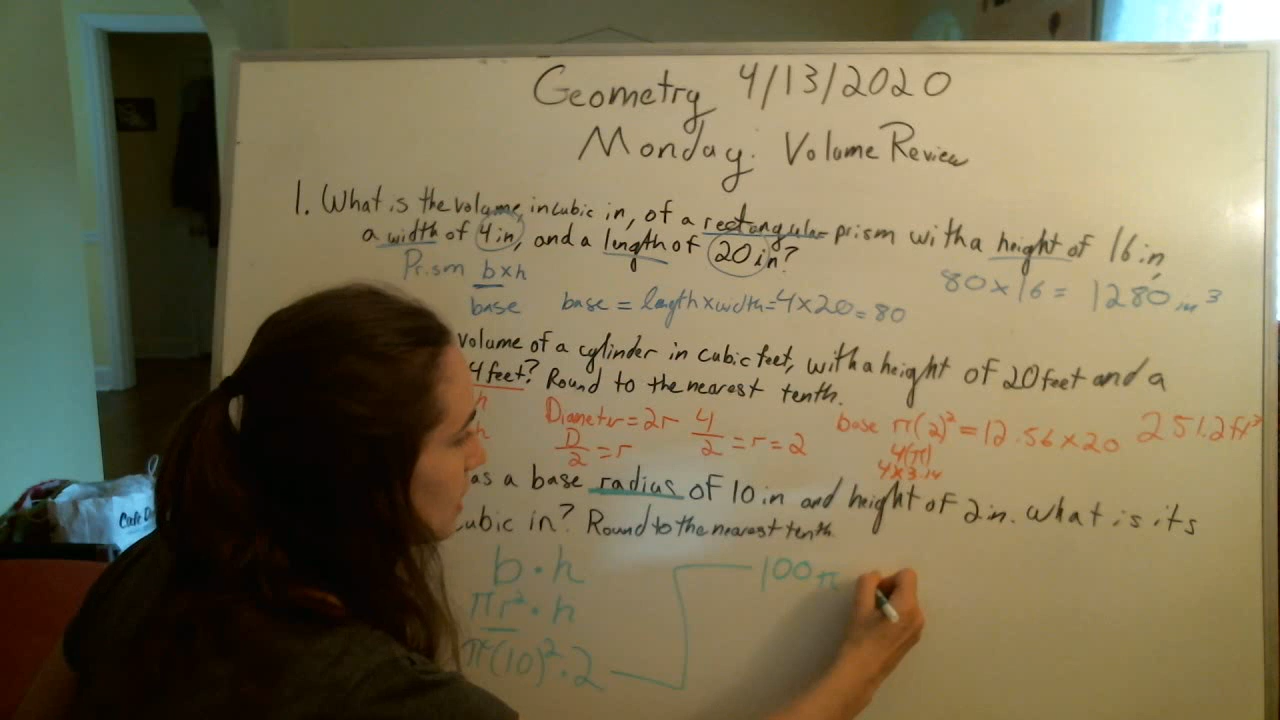 Geometry 4/13/2020
Monday: Volume Review
1. What is the volume, in cubic in, of a rectangular prism with a height of 16 in,
a width of 4 in, and a length of 20 in?
Prism b x h
base
base = length x width = 4 x 20 = 80
80 x 16 = 1280 in³
volume of a cylinder in cubic feet, with a height of 20 feet and a
4 feet? Round to the nearest tenth.
h
h
Diameter = 2r
D/2 = r
4/2 = r = 2
base π(2)² = 12.56 x 20
4(π)
4 x 3.14
251.2 ft³
as a base radius of 10 in and height of 2 in. what is its
cubic in? Round to the nearest tenth.
b · h
πr² · h
π(10)² · 2
100 π
Cafe Du